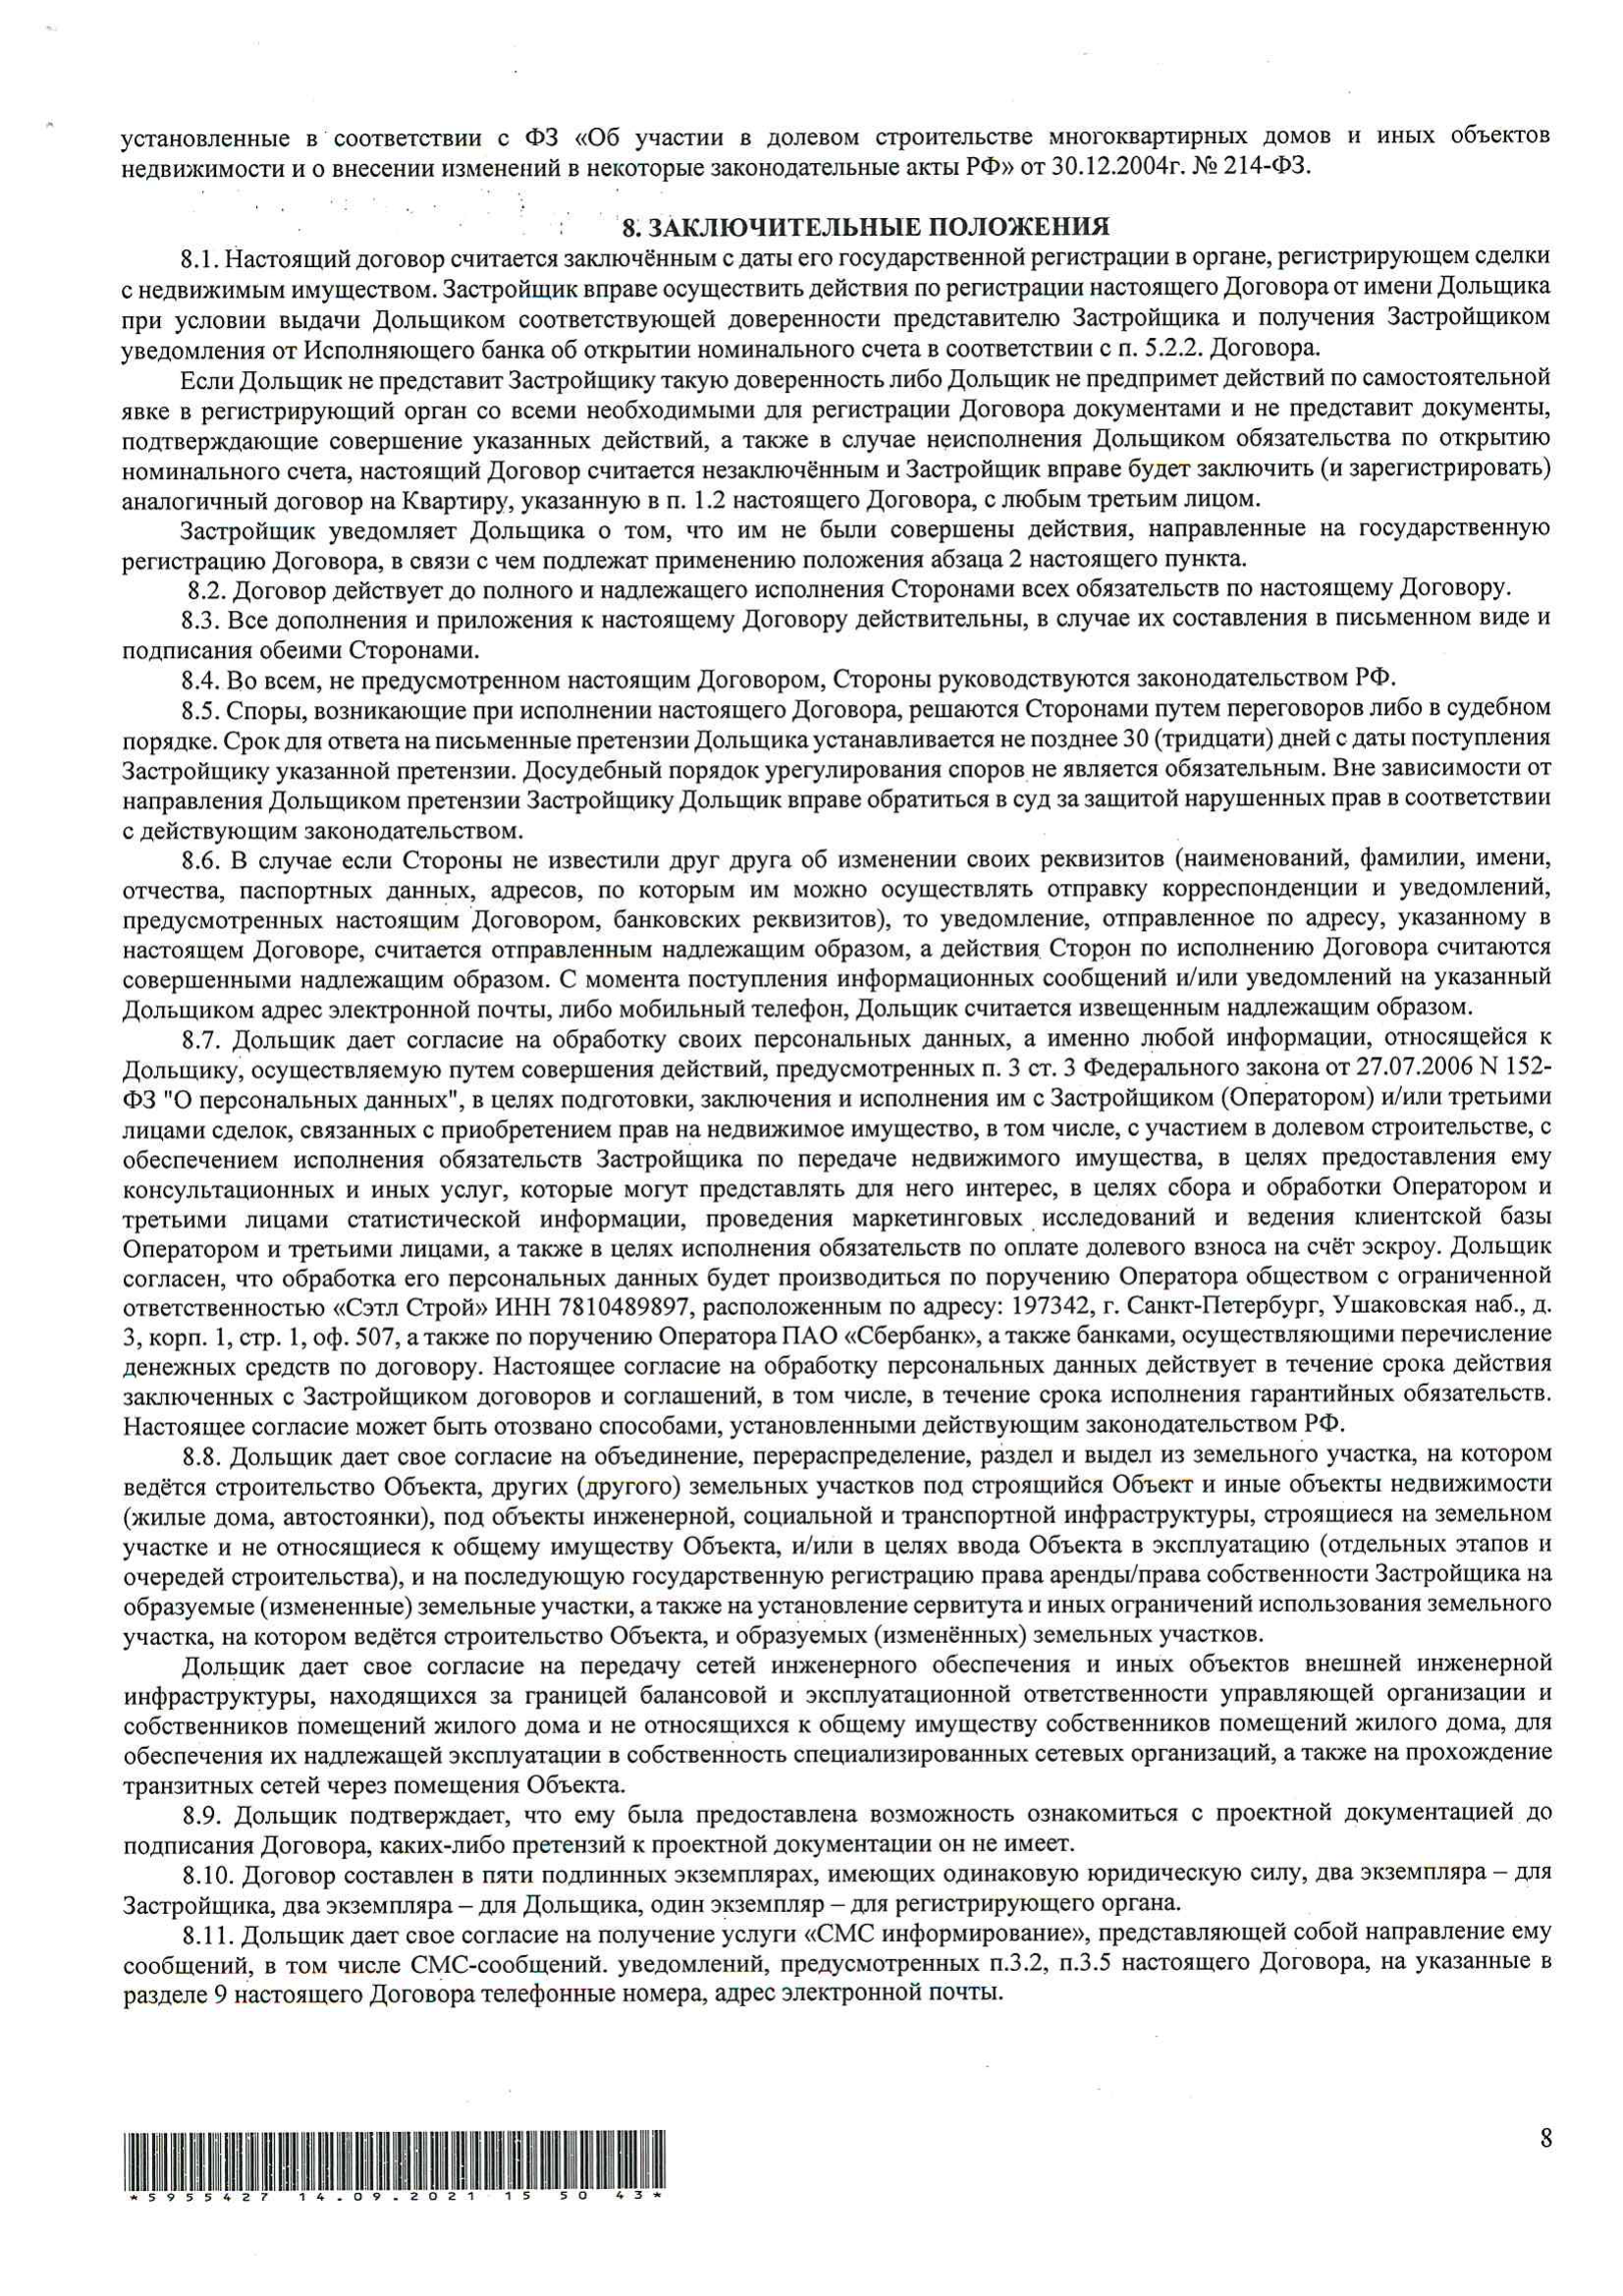 установленные в соответствии с ФЗ «Об участии в долевом строительстве многоквартирных домов и иных объектов
недвижимости и о внесении изменений в некоторые законодательные акты РФ» от 30.12.2004г. № 214-ФЗ.
8. ЗАКЛЮЧИТЕЛЬНЫЕ ПОЛОЖЕНИЯ
8.1. Настоящий договор считается заключённым с даты его государственной регистрации в органе, регистрирующем сделки
с недвижимым имуществом. Застройщик вправе осуществить действия по регистрации настоящего Договора от имени Дольщика
при условии выдачи Дольщиком соответствующей доверенности представителю Застройщика и получения Застройщиком
уведомления от Исполняющего банка об открытии номинального счета в соответствии с п. 5.2.2. Договора.
Если Дольщик не представит Застройщику такую доверенность либо Дольщик не предпримет действий по самостоятельной
явке в регистрирующий орган со всеми необходимыми для регистрации Договора документами и не представит документы,
подтверждающие совершение указанных действий, а также в случае неисполнения Дольщиком обязательства по открытию
номинального счета, настоящий Договор считается незаключённым и Застройщик вправе будет заключить (и зарегистрировать)
аналогичный договор на Квартиру, указанную в п. 1.2 настоящего Договора, с любым третьим лицом.
Застройщик уведомляет Дольщика о том, что им не были совершены действия, направленные на государственную
регистрацию Договора, в связи с чем подлежат применению положения абзаца 2 настоящего пункта.
8.2. Договор действует до полного и надлежащего исполнения Сторонами всех обязательств по настоящему Договору.
8.3. Все дополнения и приложения к настоящему Договору действительны, в случае их составления в письменном виде и
подписания обеими Сторонами.
8.4. Во всем, не предусмотренном настоящим Договором, Стороны руководствуются законодательством РФ.
8.5. Споры, возникающие при исполнении настоящего Договора, решаются Сторонами путем переговоров либо в судебном
порядке. Срок для ответа на письменные претензии Дольщика устанавливается не позднее 30 (тридцати) дней с даты поступления
Застройщику указанной претензии. Досудебный порядок урегулирования споров не является обязательным. Вне зависимости от
направления Дольщиком претензии Застройщику Дольщик вправе обратиться в суд за защитой нарушенных прав в соответствии
с действующим законодательством.
8.6. В случае если Стороны не известили друг друга об изменении своих реквизитов (наименований, фамилии, имени,
отчества, паспортных данных, адресов, по которым им можно осуществлять отправку корреспонденции и уведомлений,
предусмотренных настоящим Договором, банковских реквизитов), то уведомление, отправленное по адресу, указанному в
настоящем Договоре, считается отправленным надлежащим образом, а действия Сторон по исполнению Договора считаются
совершенными надлежащим образом. С момента поступления информационных сообщений и/или уведомлений на указанный
Дольщиком адрес электронной почты, либо мобильный телефон, Дольщик считается извещенным надлежащим образом.
8.7. Дольщик дает согласие на обработку своих персональных данных, а именно любой информации, относящейся к
Дольщику, осуществляемую путем совершения действий, предусмотренных п. 3 ст. 3 Федерального закона от 27.07.2006 N 152-
ФЗ "О персональных данных", в целях подготовки, заключения и исполнения им с Застройщиком (Оператором) и/или третьими
лицами сделок, связанных с приобретением прав на недвижимое имущество, в том числе, с участием в долевом строительстве, с
обеспечением исполнения обязательств Застройщика по передаче недвижимого имущества, в целях предоставления ему
консультационных и иных услуг, которые могут представлять для него интерес, в целях сбора и обработки Оператором и
третьими лицами статистической информации, проведения маркетинговых исследований и ведения клиентской базы
Оператором и третьими лицами, а также в целях исполнения обязательств по оплате долевого взноса на счёт эскроу. Дольщик
согласен, что обработка его персональных данных будет производиться по поручению Оператора обществом с ограниченной
ответственностью «Сэтл Строй» ИНН 7810489897, расположенным по адресу: 197342, г. Санкт-Петербург, Ушаковская наб., д.
3, корп. 1, стр. 1, оф. 507, а также по поручению Оператора ПАО «Сбербанк», а также банками, осуществляющими перечисление
денежных средств по договору. Настоящее согласие на обработку персональных данных действует в течение срока действия
заключенных с Застройщиком договоров и соглашений, в том числе, в течение срока исполнения гарантийных обязательств.
Настоящее согласие может быть отозвано способами, установленными действующим законодательством РФ.
8.8. Дольщик дает свое согласие на объединение, перераспределение, раздел и выдел из земельного участка, на котором
ведётся строительство Объекта, других (другого) земельных участков под строящийся Объект и иные объекты недвижимости
(жилые дома, автостоянки), под объекты инженерной, социальной и транспортной инфраструктуры, строящиеся на земельном
участке и не относящиеся к общему имуществу Объекта, и/или в целях ввода Объекта в эксплуатацию (отдельных этапов и
очередей строительства), и на последующую государственную регистрацию права аренды/права собственности Застройщика на
образуемые (измененные) земельные участки, а также на установление сервитута и иных ограничений использования земельного
участка, на котором ведётся строительство Объекта, и образуемых (изменённых) земельных участков.
Дольщик дает свое согласие на передачу сетей инженерного обеспечения и иных объектов внешней инженерной
инфраструктуры, находящихся за границей балансовой и эксплуатационной ответственности управляющей организации и
собственников помещений жилого дома и не относящихся к общему имуществу собственников помещений жилого дома, для
обеспечения их надлежащей эксплуатации в собственность специализированных сетевых организаций, а также на прохождение
транзитных сетей через помещения Объекта.
8.9. Дольщик подтверждает, что ему была предоставлена возможность ознакомиться с проектной документацией до
подписания Договора, каких-либо претензий к проектной документации он не имеет.
8.10. Договор составлен в пяти подлинных экземплярах, имеющих одинаковую юридическую силу, два экземпляра – для
Застройщика, два экземпляра – для Дольщика, один экземпляр – для регистрирующего органа.
8.11. Дольщик дает свое согласие на получение услуги «СМС информирование», представляющей собой направление ему
сообщений, в том числе СМС-сообщений. уведомлений, предусмотренных п.3.2, п.3.5 настоящего Договора, на указанные в
разделе 9 настоящего Договора телефонные номера, адрес электронной почты.
8
*5955427 14.09.2021 15 50 43*